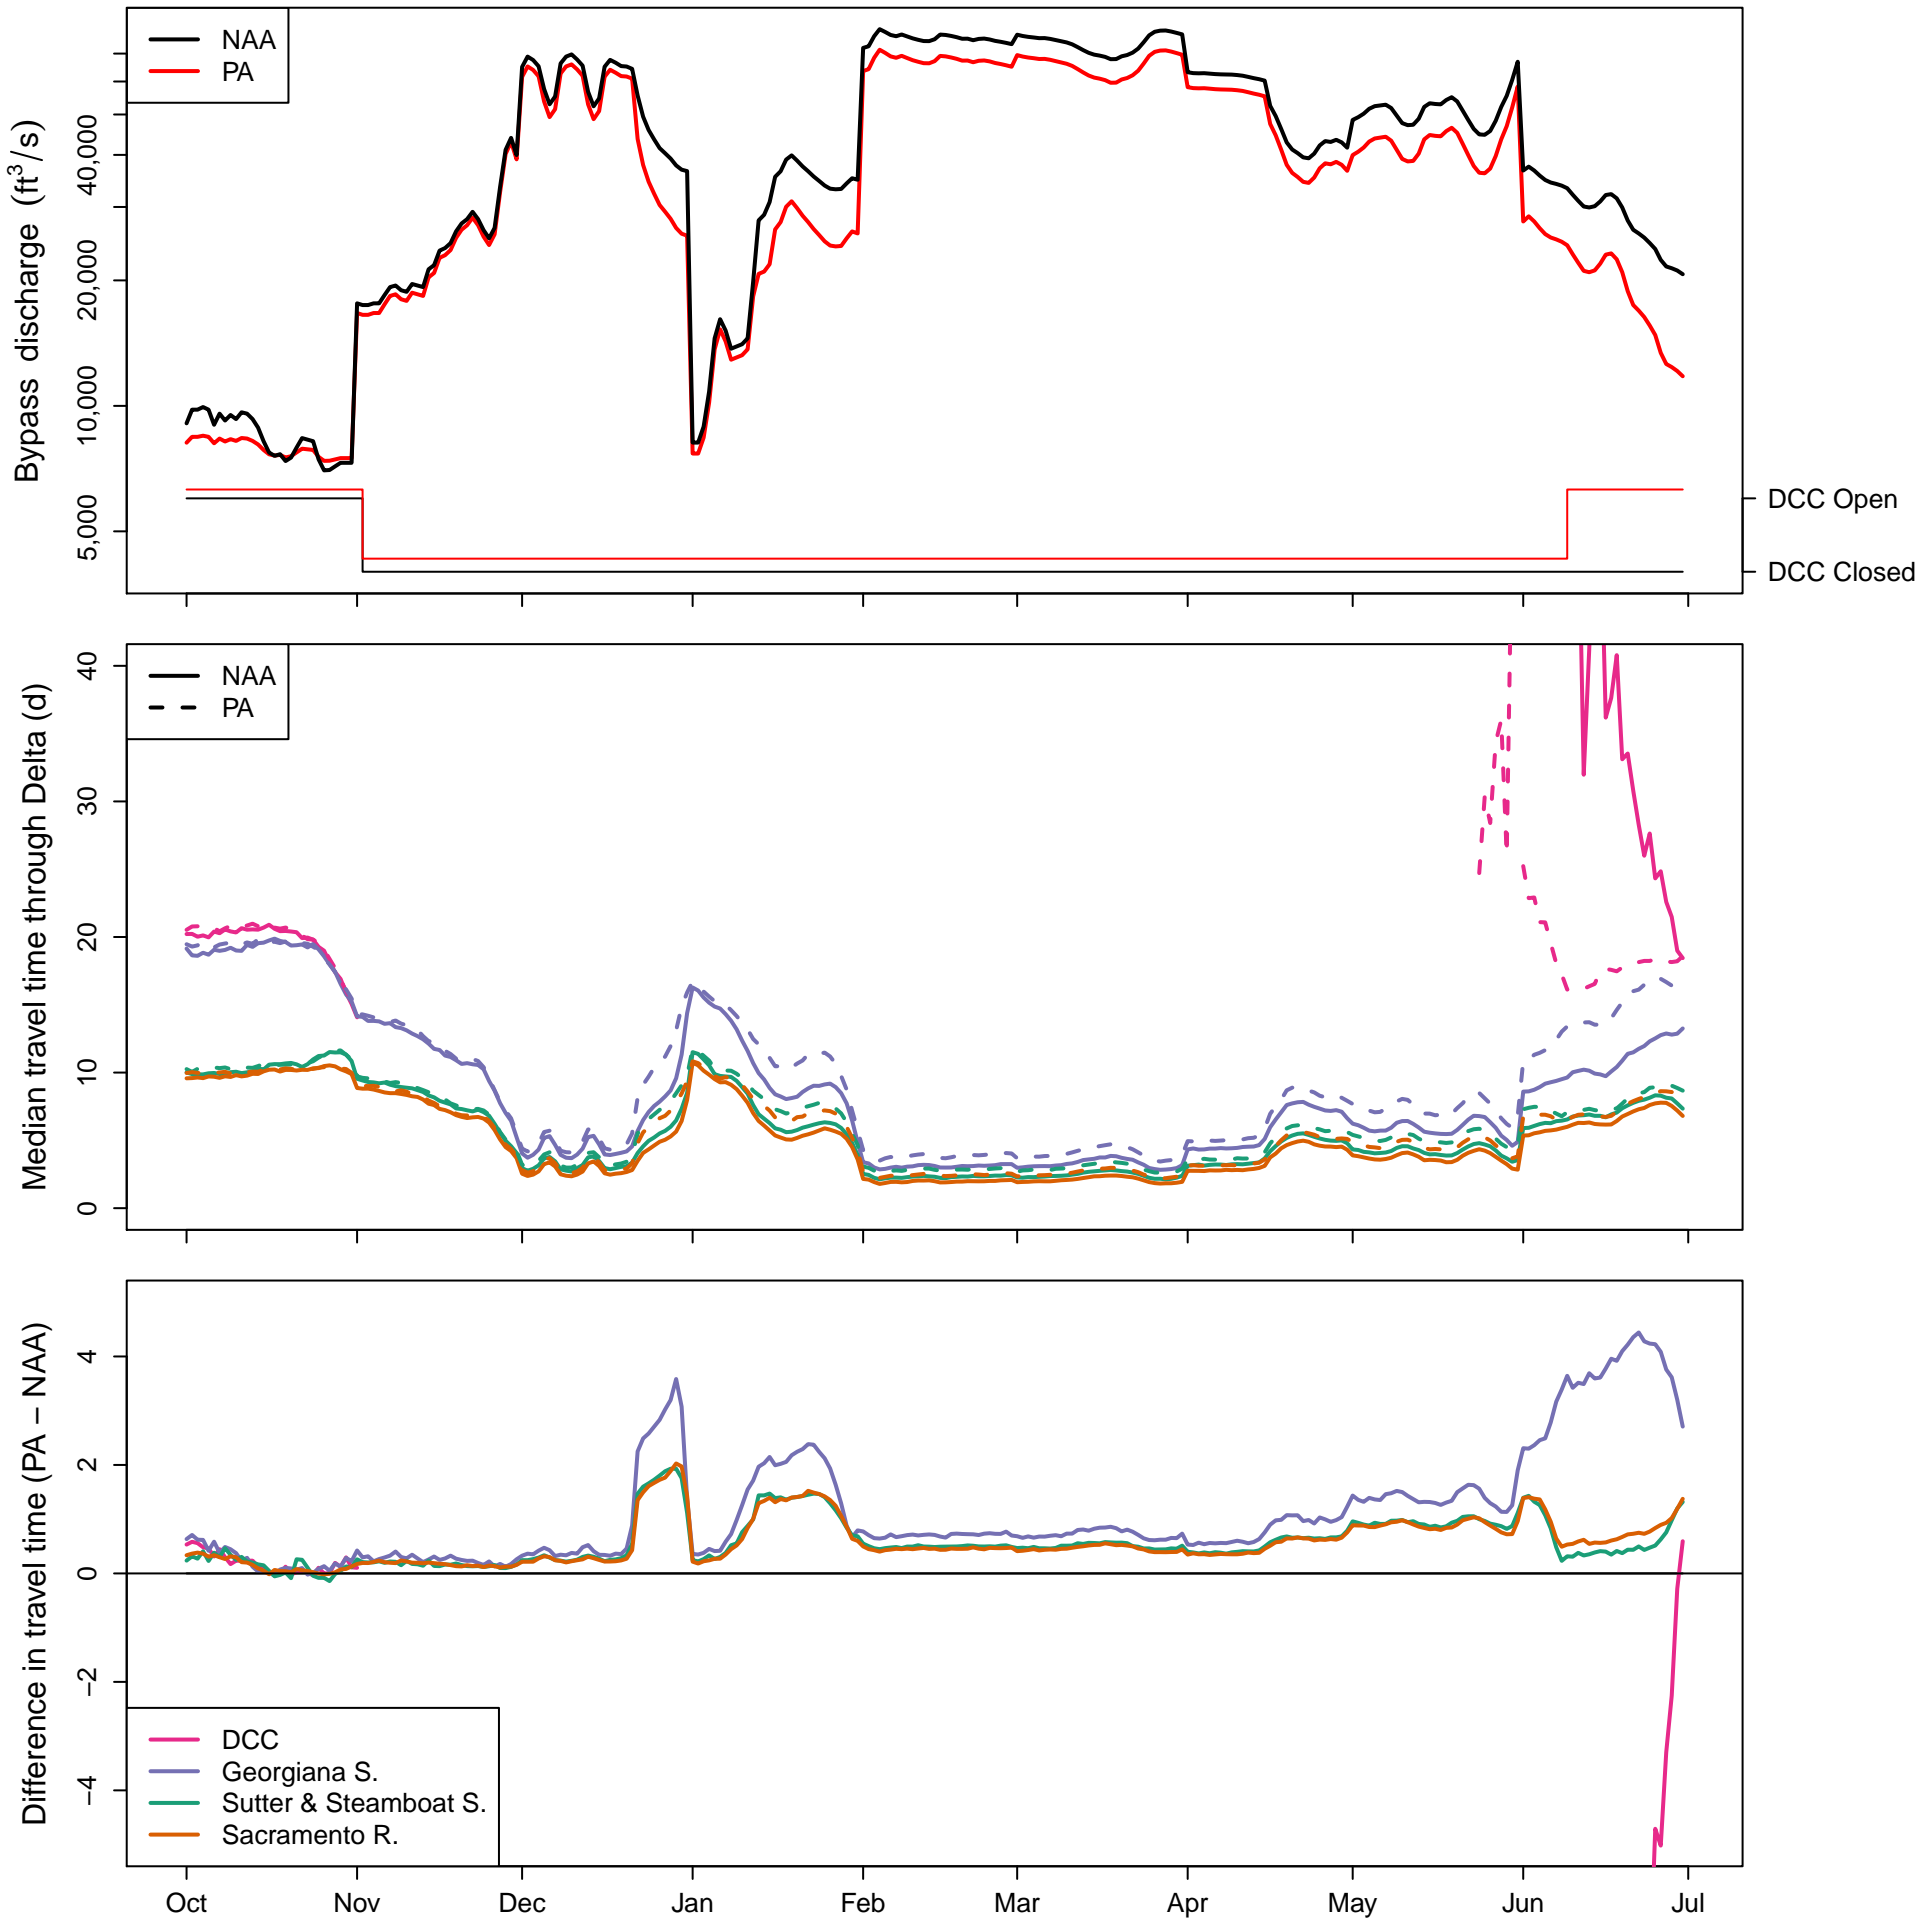 NAA
PA
Bypass discharge (ft³/s)
40,000
20,000
10,000
5,000
DCC Open
DCC Closed
NAA
PA
Median travel time through Delta (d)
40
30
20
10
0
Difference in travel time (PA − NAA)
4
2
0
−2
−4
DCC
Georgiana S.
Sutter & Steamboat S.
Sacramento R.
Oct Nov Dec Jan Feb Mar Apr May Jun Jul